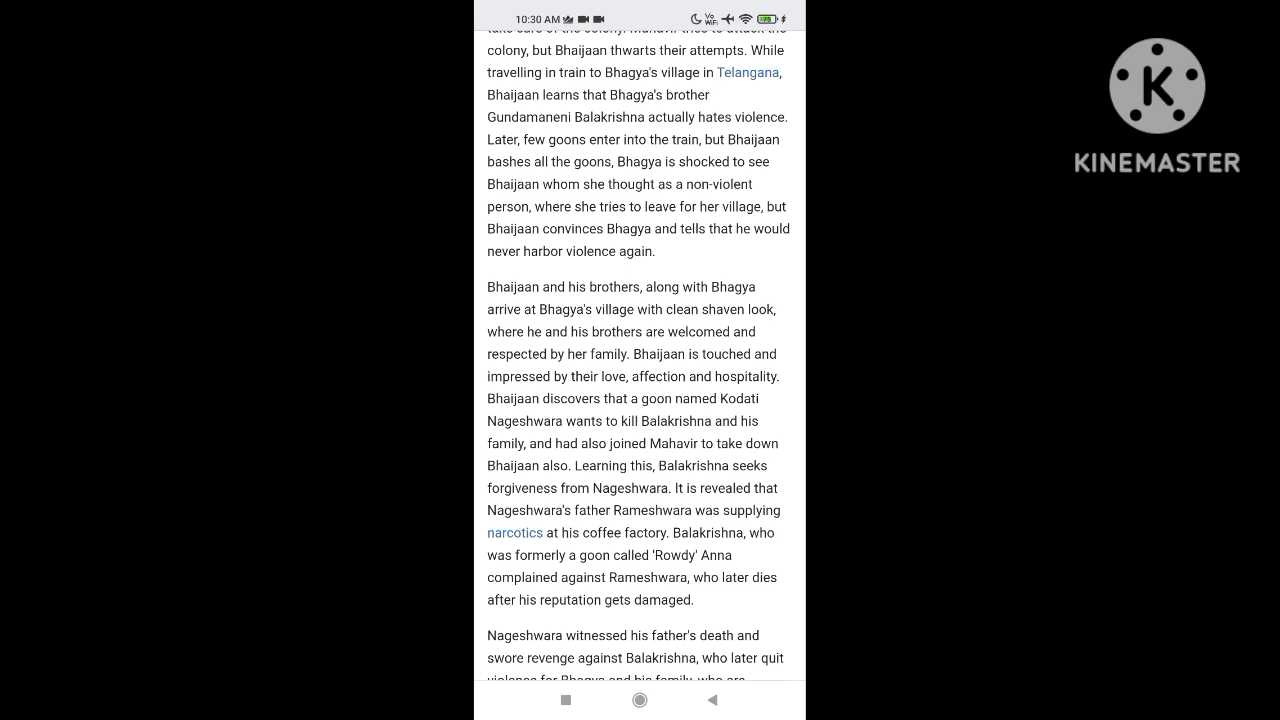 10:30 AM
Vo
WiFi
75
colony, but Bhaijaan thwarts their attempts. While
travelling in train to Bhagya's village in Telangana,
Bhaijaan learns that Bhagya's brother
Gundamaneni Balakrishna actually hates violence.
Later, few goons enter into the train, but Bhaijaan
bashes all the goons, Bhagya is shocked to see
Bhaijaan whom she thought as a non-violent
person, where she tries to leave for her village, but
Bhaijaan convinces Bhagya and tells that he would
never harbor violence again.
Bhaijaan and his brothers, along with Bhagya
arrive at Bhagya's village with clean shaven look,
where he and his brothers are welcomed and
respected by her family. Bhaijaan is touched and
impressed by their love, affection and hospitality.
Bhaijaan discovers that a goon named Kodati
Nageshwara wants to kill Balakrishna and his
family, and had also joined Mahavir to take down
Bhaijaan also. Learning this, Balakrishna seeks
forgiveness from Nageshwara. It is revealed that
Nageshwara's father Rameshwara was supplying
narcotics at his coffee factory. Balakrishna, who
was formerly a goon called 'Rowdy' Anna
complained against Rameshwara, who later dies
after his reputation gets damaged.
Nageshwara witnessed his father's death and
swore revenge against Balakrishna, who later quit
K
KINEMASTER